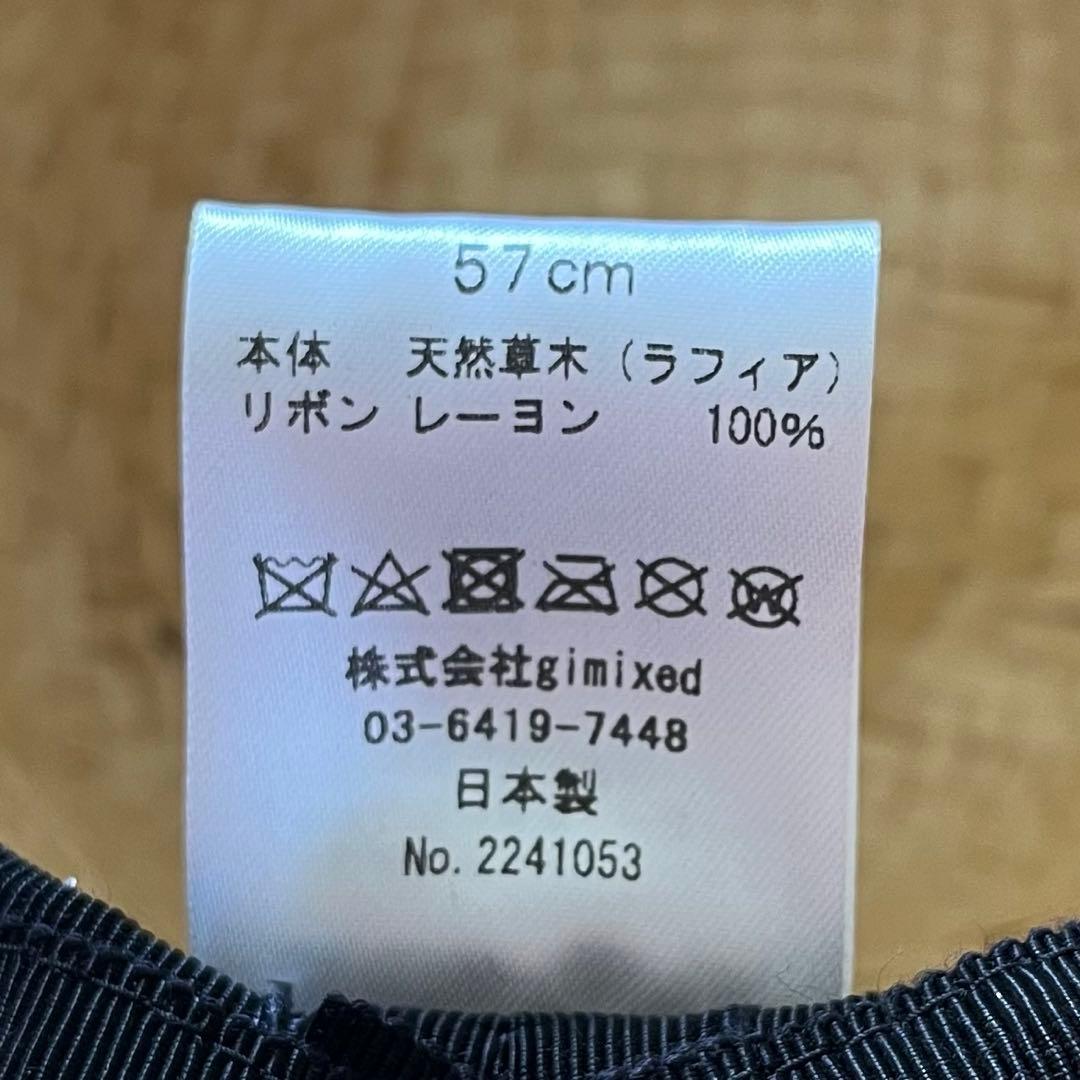 57cm
本体 天然草木(ラフィア)
リボン レーヨン 100%
株式会社gimixed
03-6419-7448
日本製
No. 2241053